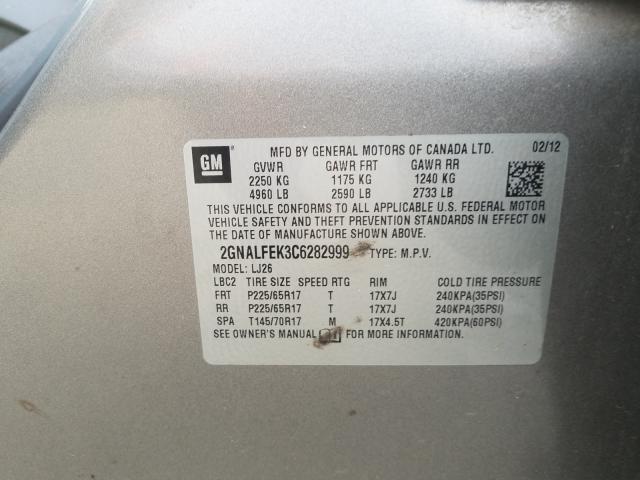 GM
MFD BY GENERAL MOTORS OF CANADA LTD. 02/12
GVWR GAWR FRT GAWR RR
2250 KG 1175 KG 1240 KG
4960 LB 2590 LB 2733 LB
THIS VEHICLE CONFORMS TO ALL APPLICABLE U.S. FEDERAL MOTOR
VEHICLE SAFETY AND THEFT PREVENTION STANDARDS IN EFFECT ON
THE DATE OF MANUFACTURE SHOWN ABOVE.
2GNALFEK3C6282999 TYPE: M.P.V.
MODEL: LJ26
LBC2 TIRE SIZE SPEED RTG RIM COLD TIRE PRESSURE
FRT P225/65R17 T 17X7J 240KPA(35PSI)
RR P225/65R17 T 17X7J 240KPA(35PSI)
SPA T145/70R17 M 17X4.5T 420KPA(60PSI)
SEE OWNER'S MANUAL FOR MORE INFORMATION.